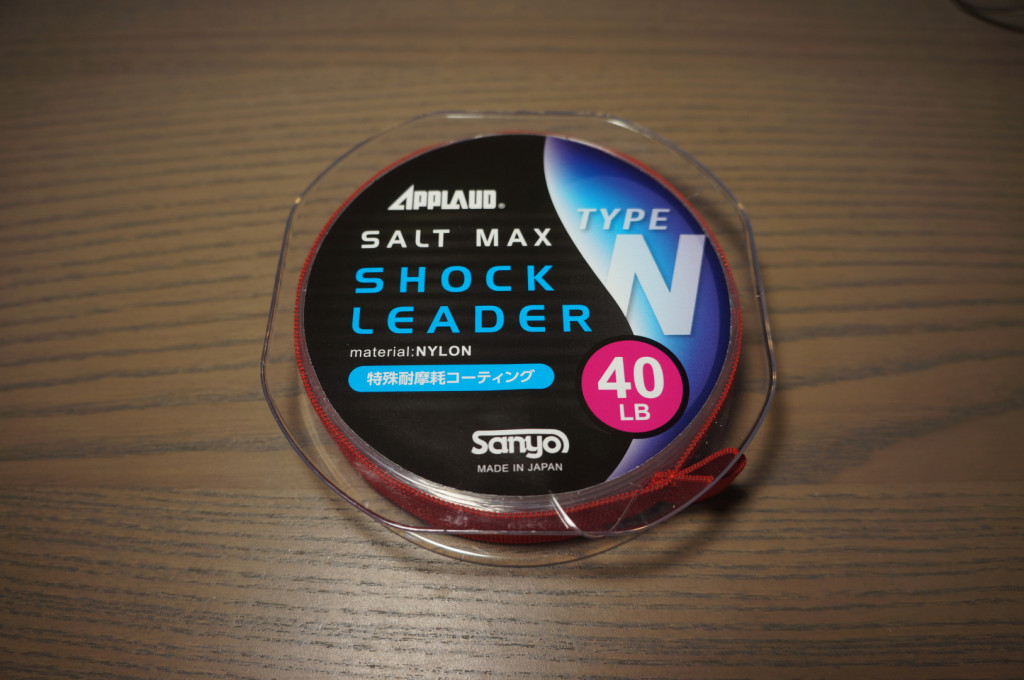 APPLAUD®
SALT MAX
SHOCK
LEADER
material:NYLON
特殊耐摩耗コーティング
TYPE
N
40
LB
Sanyo
MADE IN JAPAN